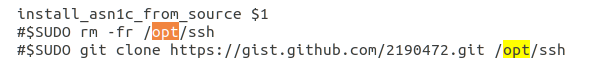 install_asn1c_from_source $1
#$SUDO rm -fr /opt/ssh
#$SUDO git clone https://gist.github.com/2190472.git /opt/ssh